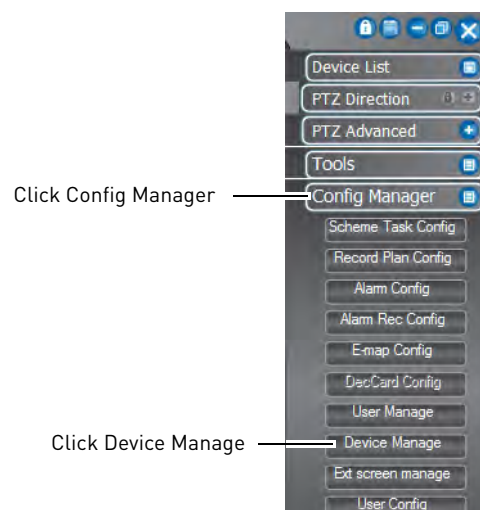 Device List
PTZ Direction
PTZ Advanced
Tools
Click Config Manager
Config Manager
Scheme Task Config
Record Plan Config
Alarm Config
Alarm Rec Config
E-map Config
DecCard Config
User Manage
Click Device Manage
Device Manage
Ext screen manage
User Config